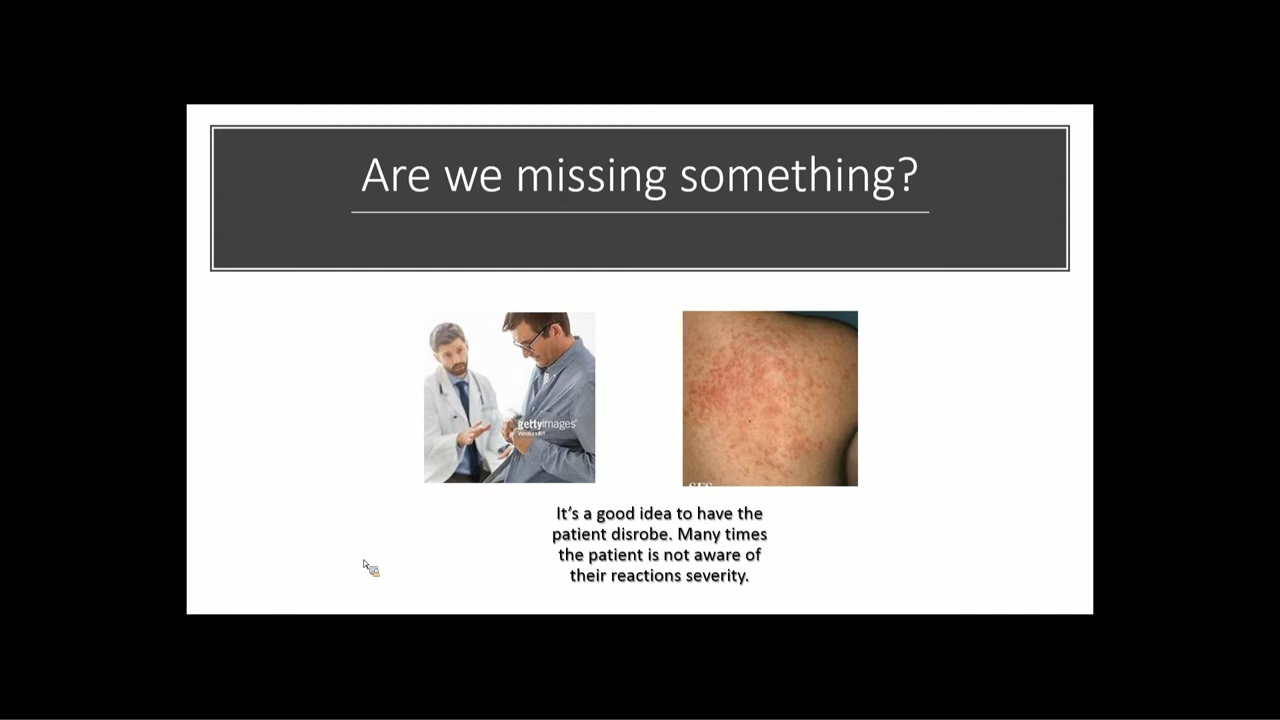 Are we missing something?
gettyimages®
It's a good idea to have the
patient disrobe. Many times
the patient is not aware of
their reactions severity.